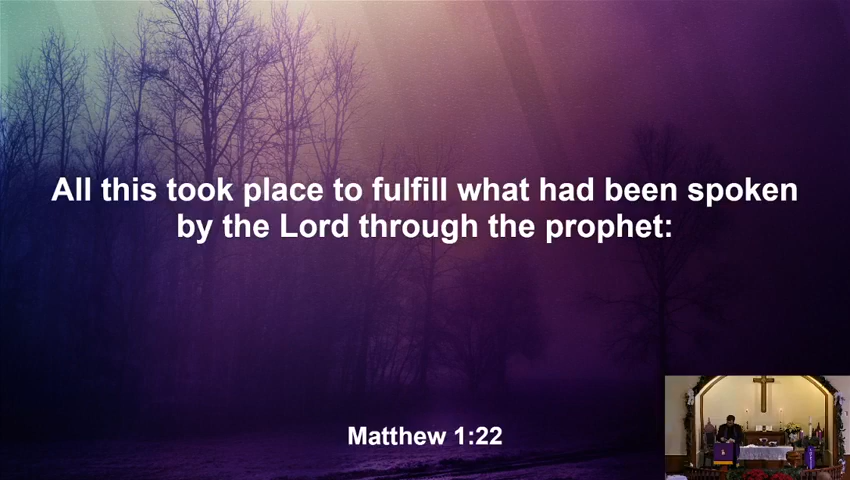 All this took place to fulfill what had been spoken
by the Lord through the prophet:
Matthew 1:22